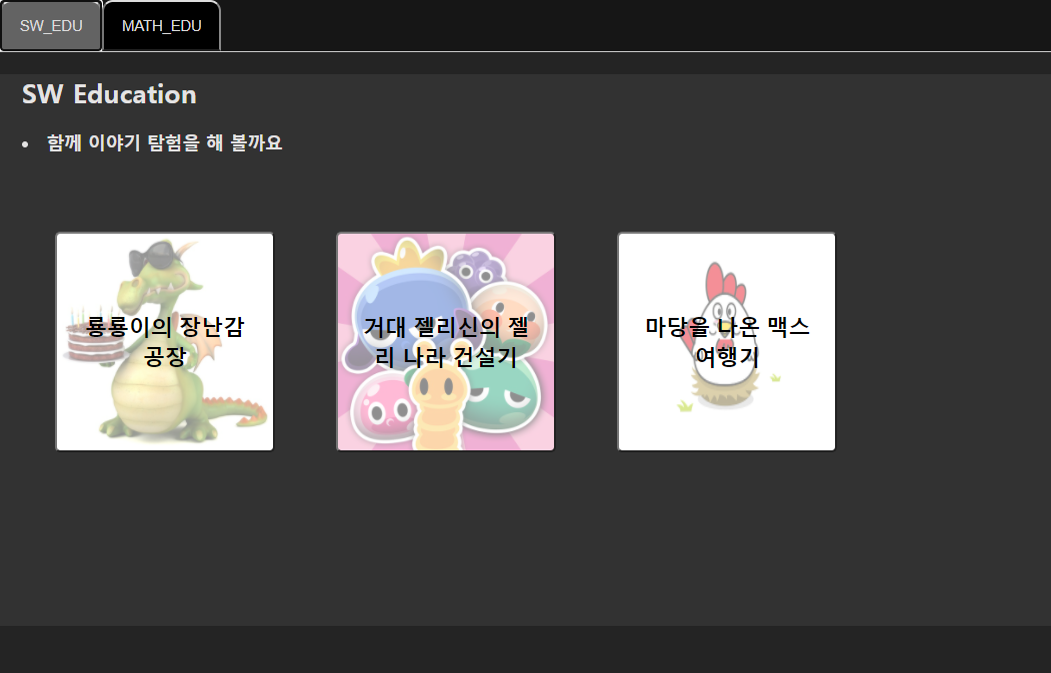 SW_EDU
MATH_EDU
SW Education
• 함께 이야기 탐험을 해 볼까요
룡룡이의 장난감
공장
거대 젤리신의 젤
리 나라 건설기
마당을 나온 맥스
여행기